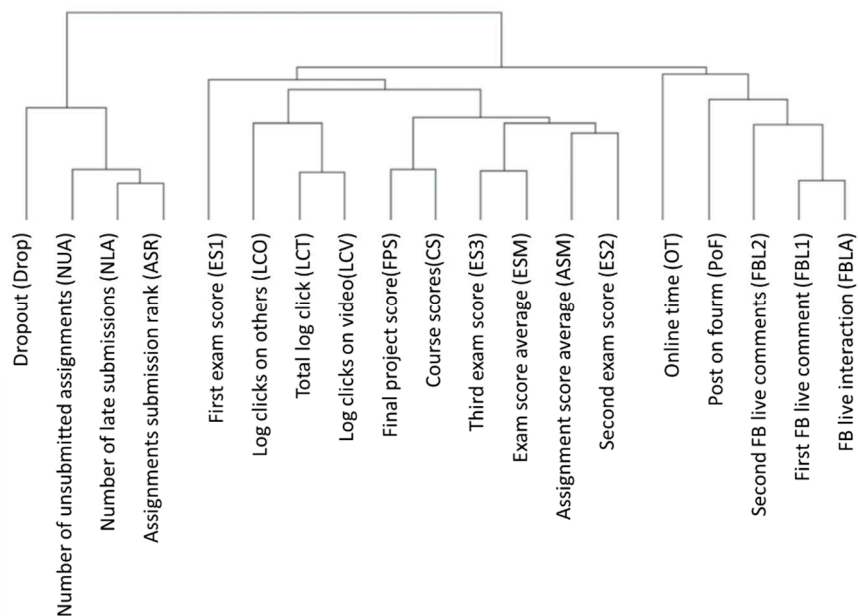 Dropout (Drop)
Number of unsubmitted assignments (NUA)
Number of late submissions (NLA)
Assignments submission rank (ASR)
First exam score (ES1)
Log clicks on others (LCO)
Total log click (LCT)
Log clicks on video(LCV)
Final project score(FPS)
Course scores(CS)
Third exam score (ES3)
Exam score average (ESM)
Assignment score average (ASM)
Second exam score (ES2)
Online time (OT)
Post on fourm (PoF)
Second FB live comments (FBL2)
First FB live comment (FBL1)
FB live interaction (FBLA)